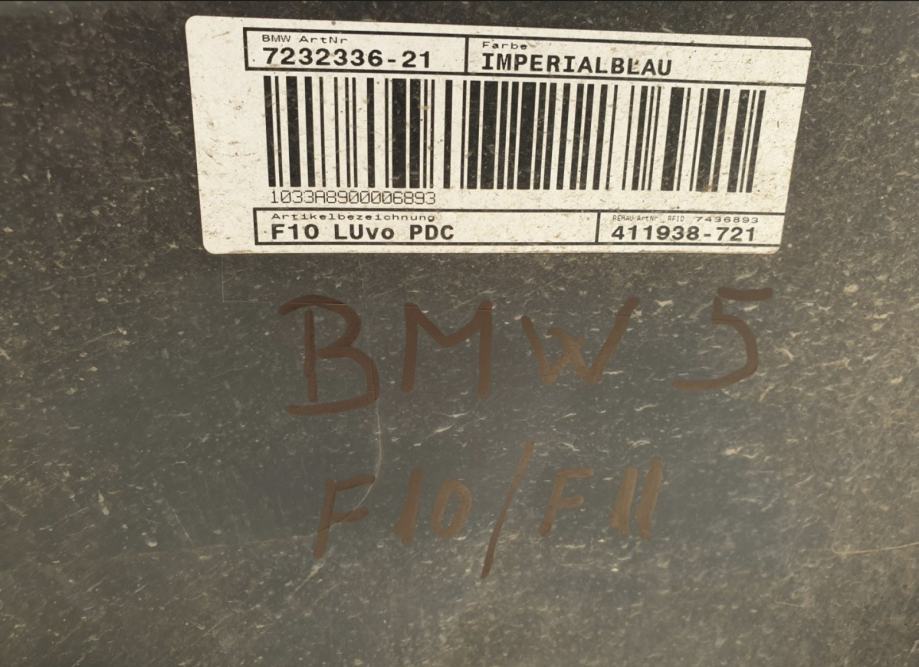 BMW ArtNr
7232336-21
Farbe
IMPERIALBLAU
1033A8900006893
Artikelbezeichnung
F10 LUvo PDC
REHAU-ArtNr RFID 7436893
411938-721
BMW 5
F10/F11